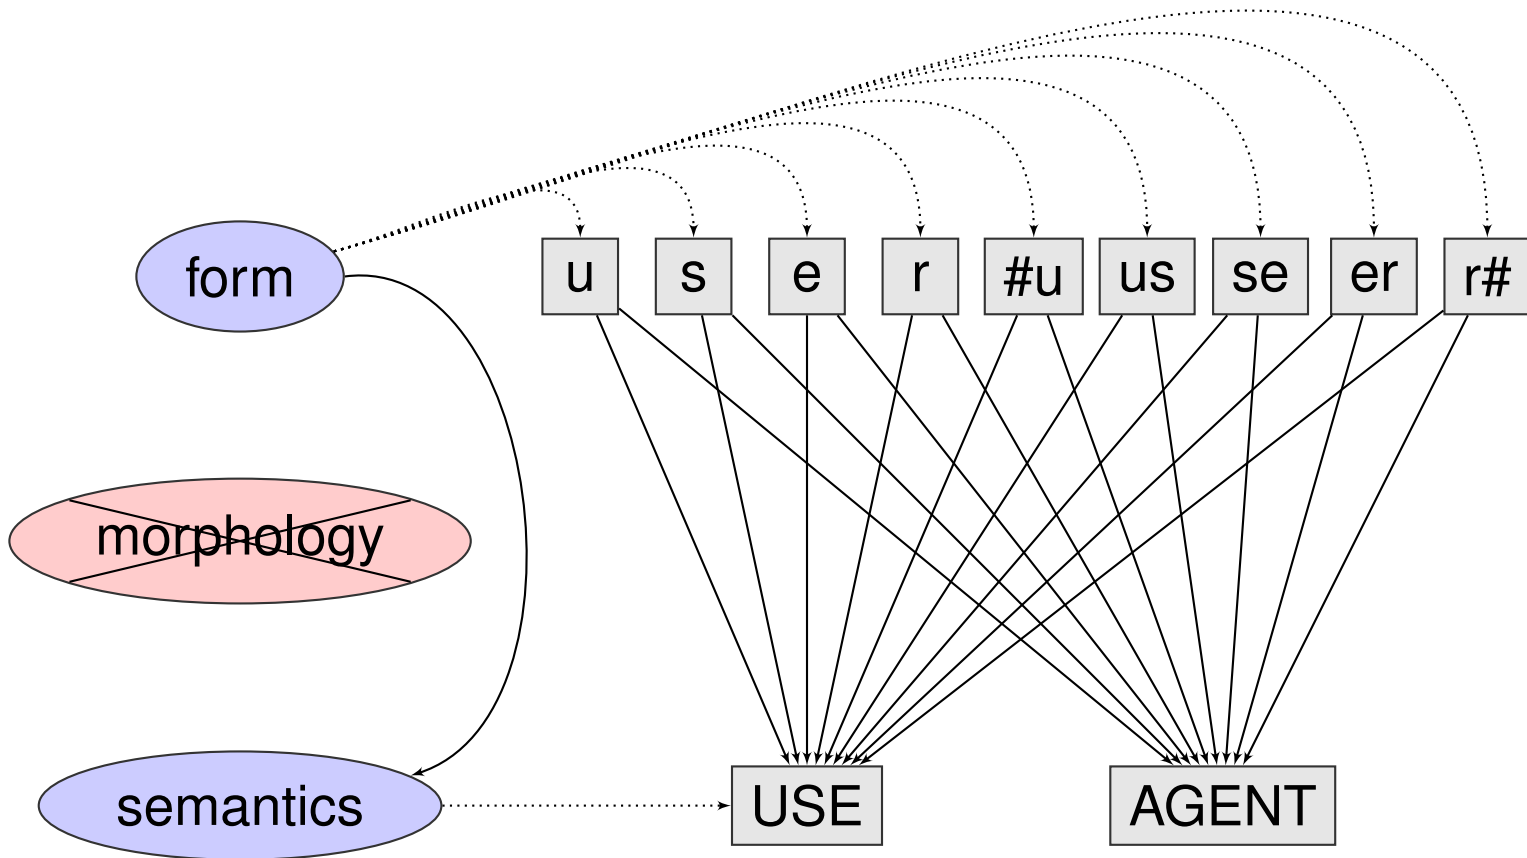 form
u s e r #u us se er r#
morphology
semantics
USE AGENT